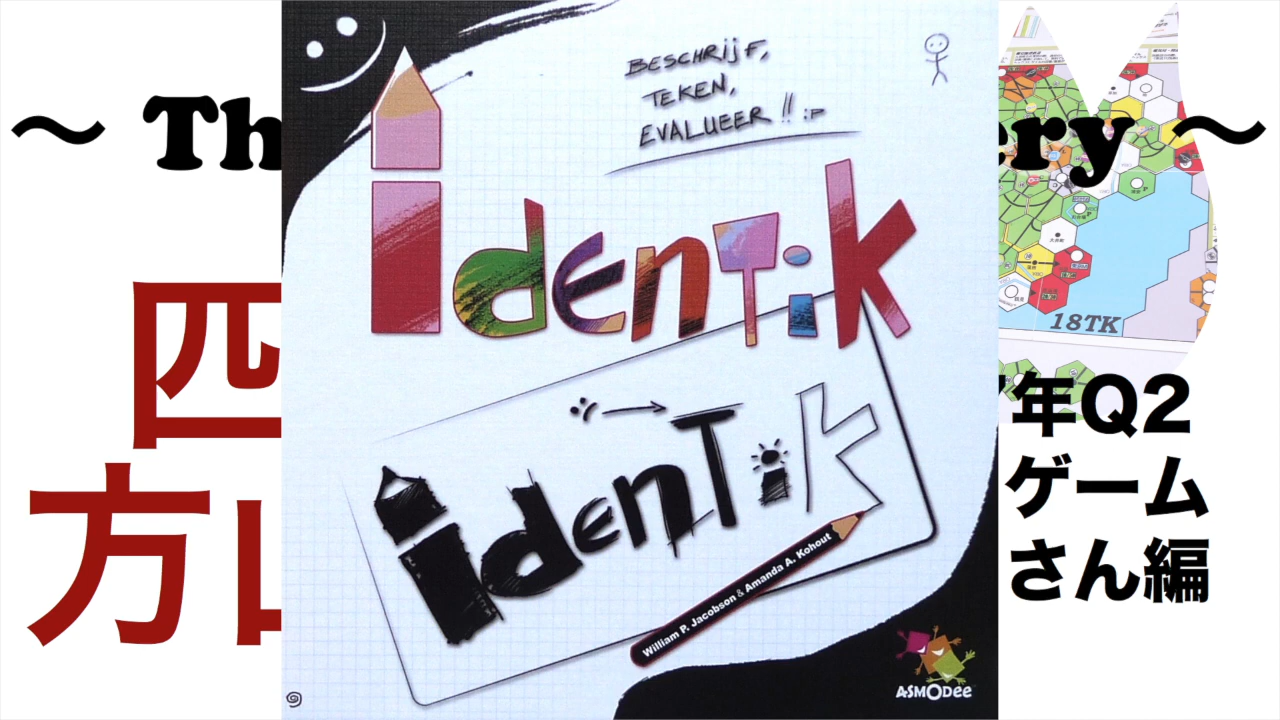 BESCHRIJF,
TEKEN,
EVALUEER !! :P
～ Th
ery ～
identik
18TK
匹
年Q2
identik
ゲーム
方
さん編
William P. Jacobson & Amanda A. Kohout
ASMODee